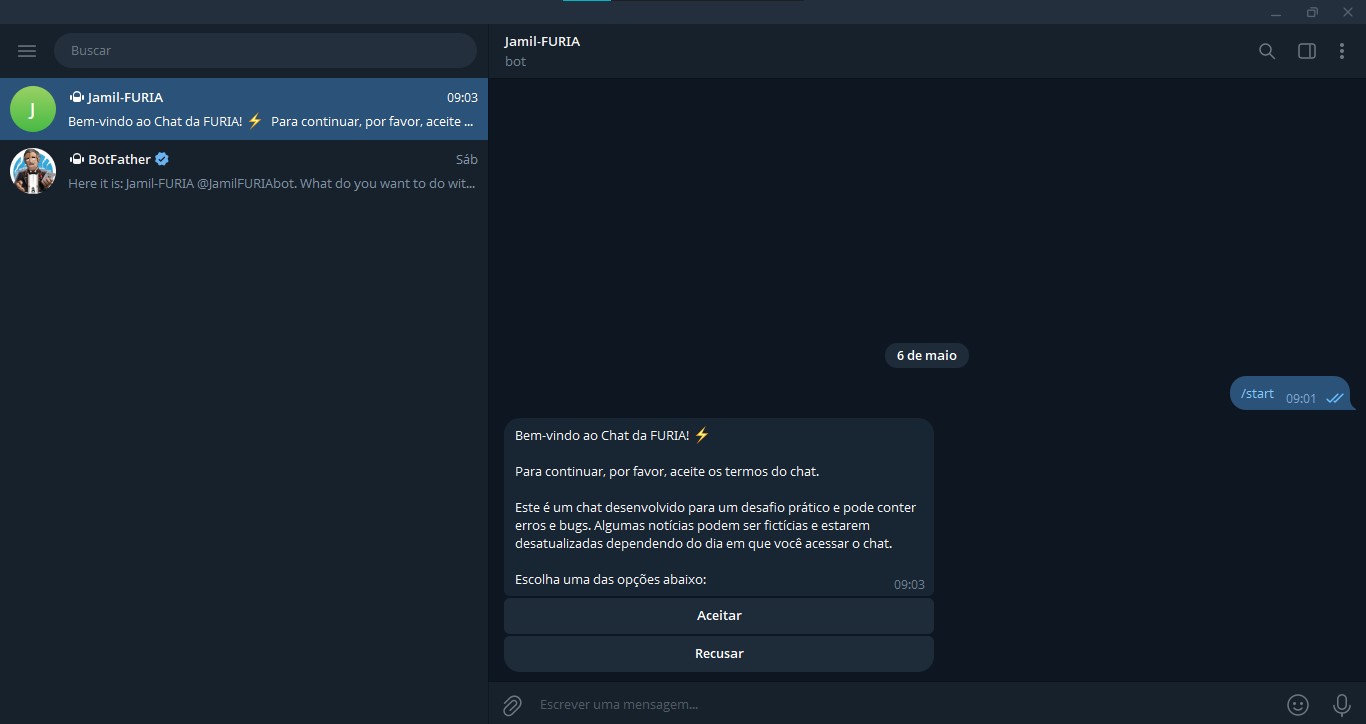 Buscar
Jamil-FURIA 09:03
Bem-vindo ao Chat da FURIA! ⚡ Para continuar, por favor, aceite ...
BotFather Sáb
Here it is: Jamil-FURIA @JamilFURIAbot. What do you want to do wit...
Jamil-FURIA
bot
6 de maio
/start 09:01
Bem-vindo ao Chat da FURIA! ⚡
Para continuar, por favor, aceite os termos do chat.
Este é um chat desenvolvido para um desafio prático e pode conter
erros e bugs. Algumas notícias podem ser fictícias e estarem
desatualizadas dependendo do dia em que você acessar o chat.
Escolha uma das opções abaixo:
09:03
Aceitar
Recusar
Escrever uma mensagem...
J